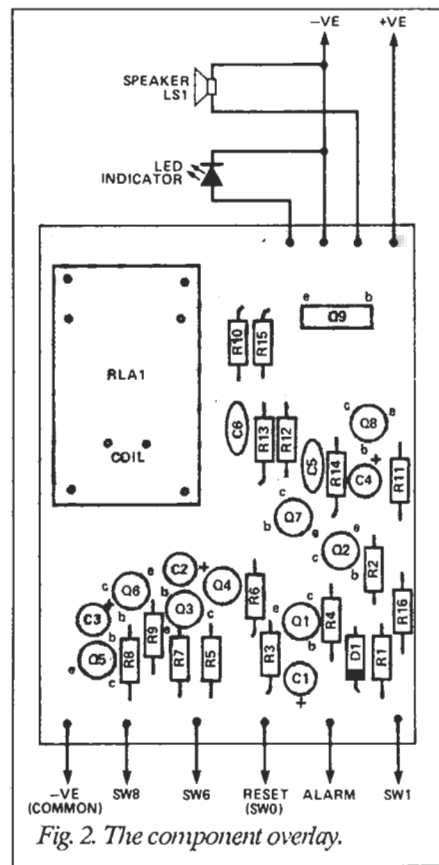 −VE +VE
SPEAKER
LS1
LED
INDICATOR
e b
Q9
R10 R15
RLA1
COIL
C6 R13 R12 C5 R14 c Q8 e
b
C4 + R11
c
Q7
b e
e
Q2
c b R2
C2 +
c Q6 e Q4 R6
C3 + b b Q3 R16
b R9 e c c
Q1 R4
e Q5 R8 R7 R5 R3 b D1 R1
c C1
+
−VE
(COMMON)
SW8
SW6
RESET
(SW0)
ALARM
SW1
Fig. 2. The component overlay.